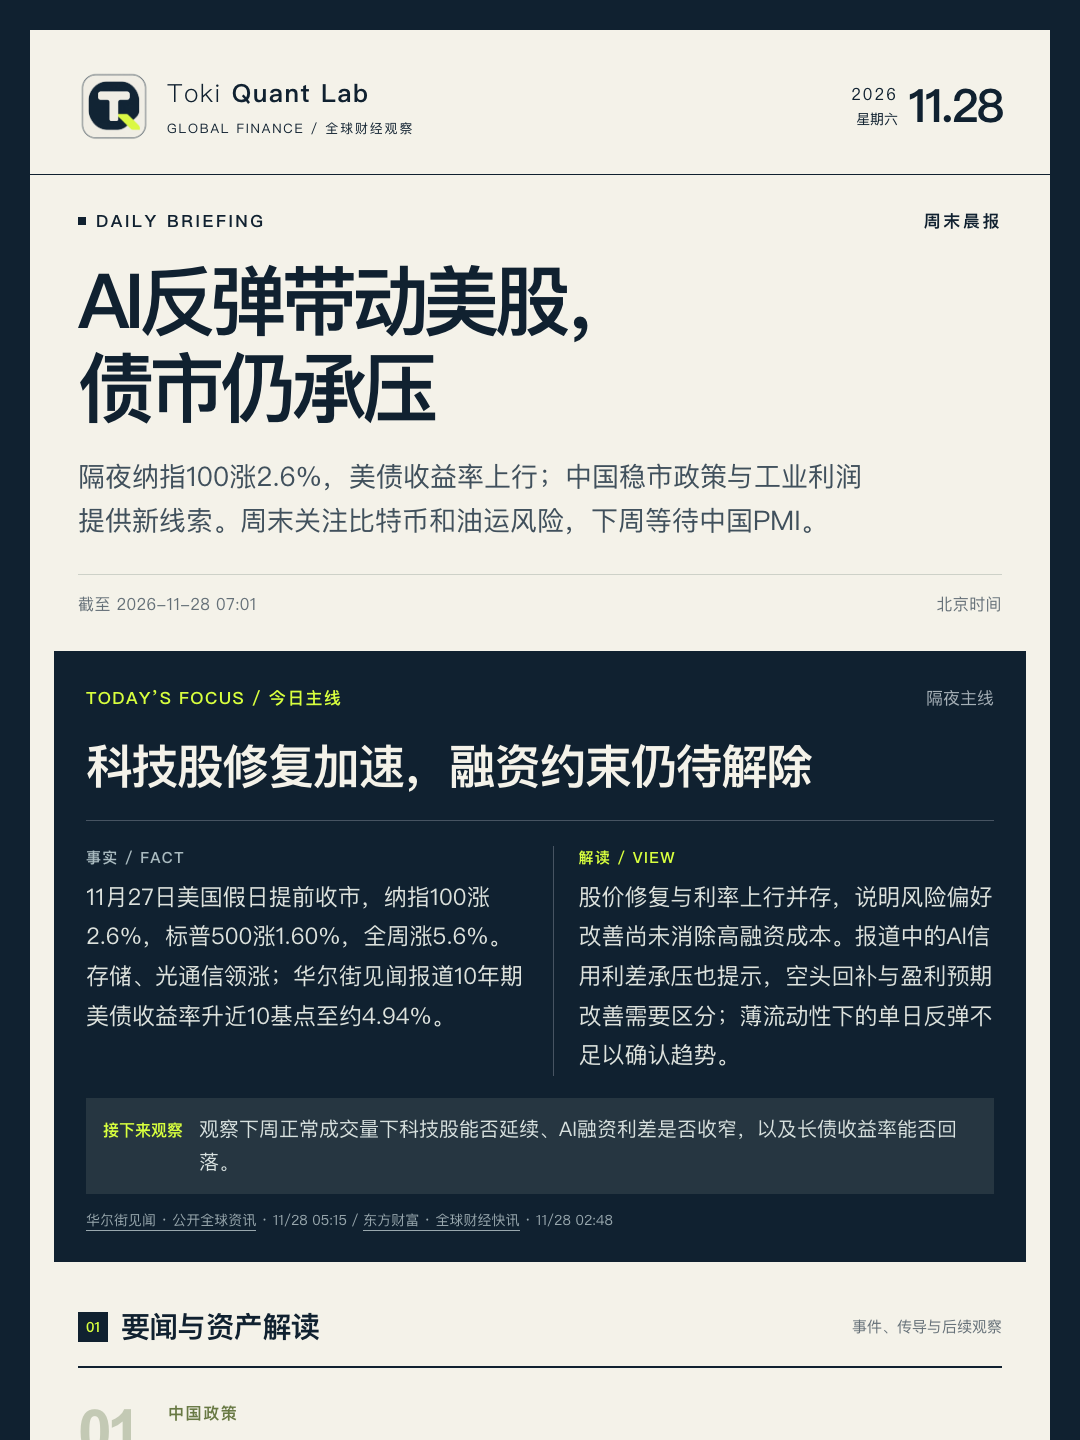 Toki Quant Lab
GLOBAL FINANCE / 全球财经观察
2026
星期六
11.28
DAILY BRIEFING
周末晨报
AI反弹带动美股,
债市仍承压
隔夜纳指100涨2.6%，美债收益率上行；中国稳市政策与工业利润
提供新线索。周末关注比特币和油运风险，下周等待中国PMI。
截至 2026-11-28 07:01
北京时间
TODAY’S FOCUS / 今日主线
隔夜主线
科技股修复加速，融资约束仍待解除
事实 / FACT
11月27日美国假日提前收市，纳指100涨
2.6%，标普500涨1.60%，全周涨5.6%。
存储、光通信领涨；华尔街见闻报道10年期
美债收益率升近10基点至约4.94%。
解读 / VIEW
股价修复与利率上行并存，说明风险偏好
改善尚未消除高融资成本。报道中的AI信
用利差承压也提示，空头回补与盈利预期
改善需要区分；薄流动性下的单日反弹不
足以确认趋势。
接下来观察
观察下周正常成交量下科技股能否延续、AI融资利差是否收窄，以及长债收益率能否回
落。
华尔街见闻 · 公开全球资讯 · 11/28 05:15 / 东方财富 · 全球财经快讯 · 11/28 02:48
01
要闻与资产解读
事件、传导与后续观察
01
中国政策